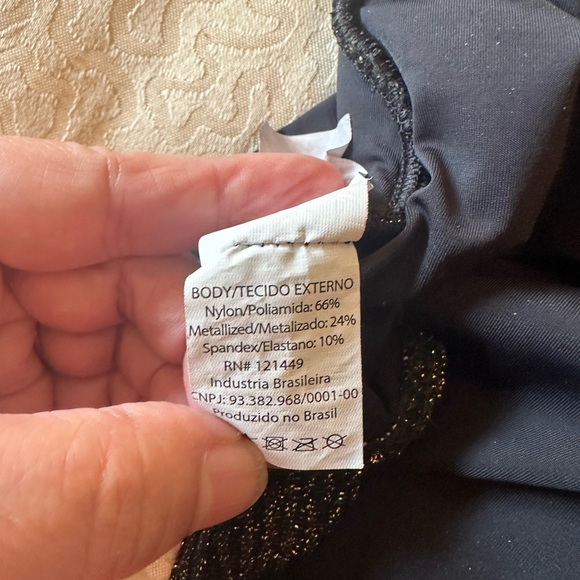 BODY/TECIDO EXTERNO
Nylon/Poliamida: 66%
Metallized/Metalizado: 24%
Spandex/Elastano: 10%
RN# 121449
Industria Brasileira
CNPJ: 93.382.968/0001-00
Produzido no Brasil